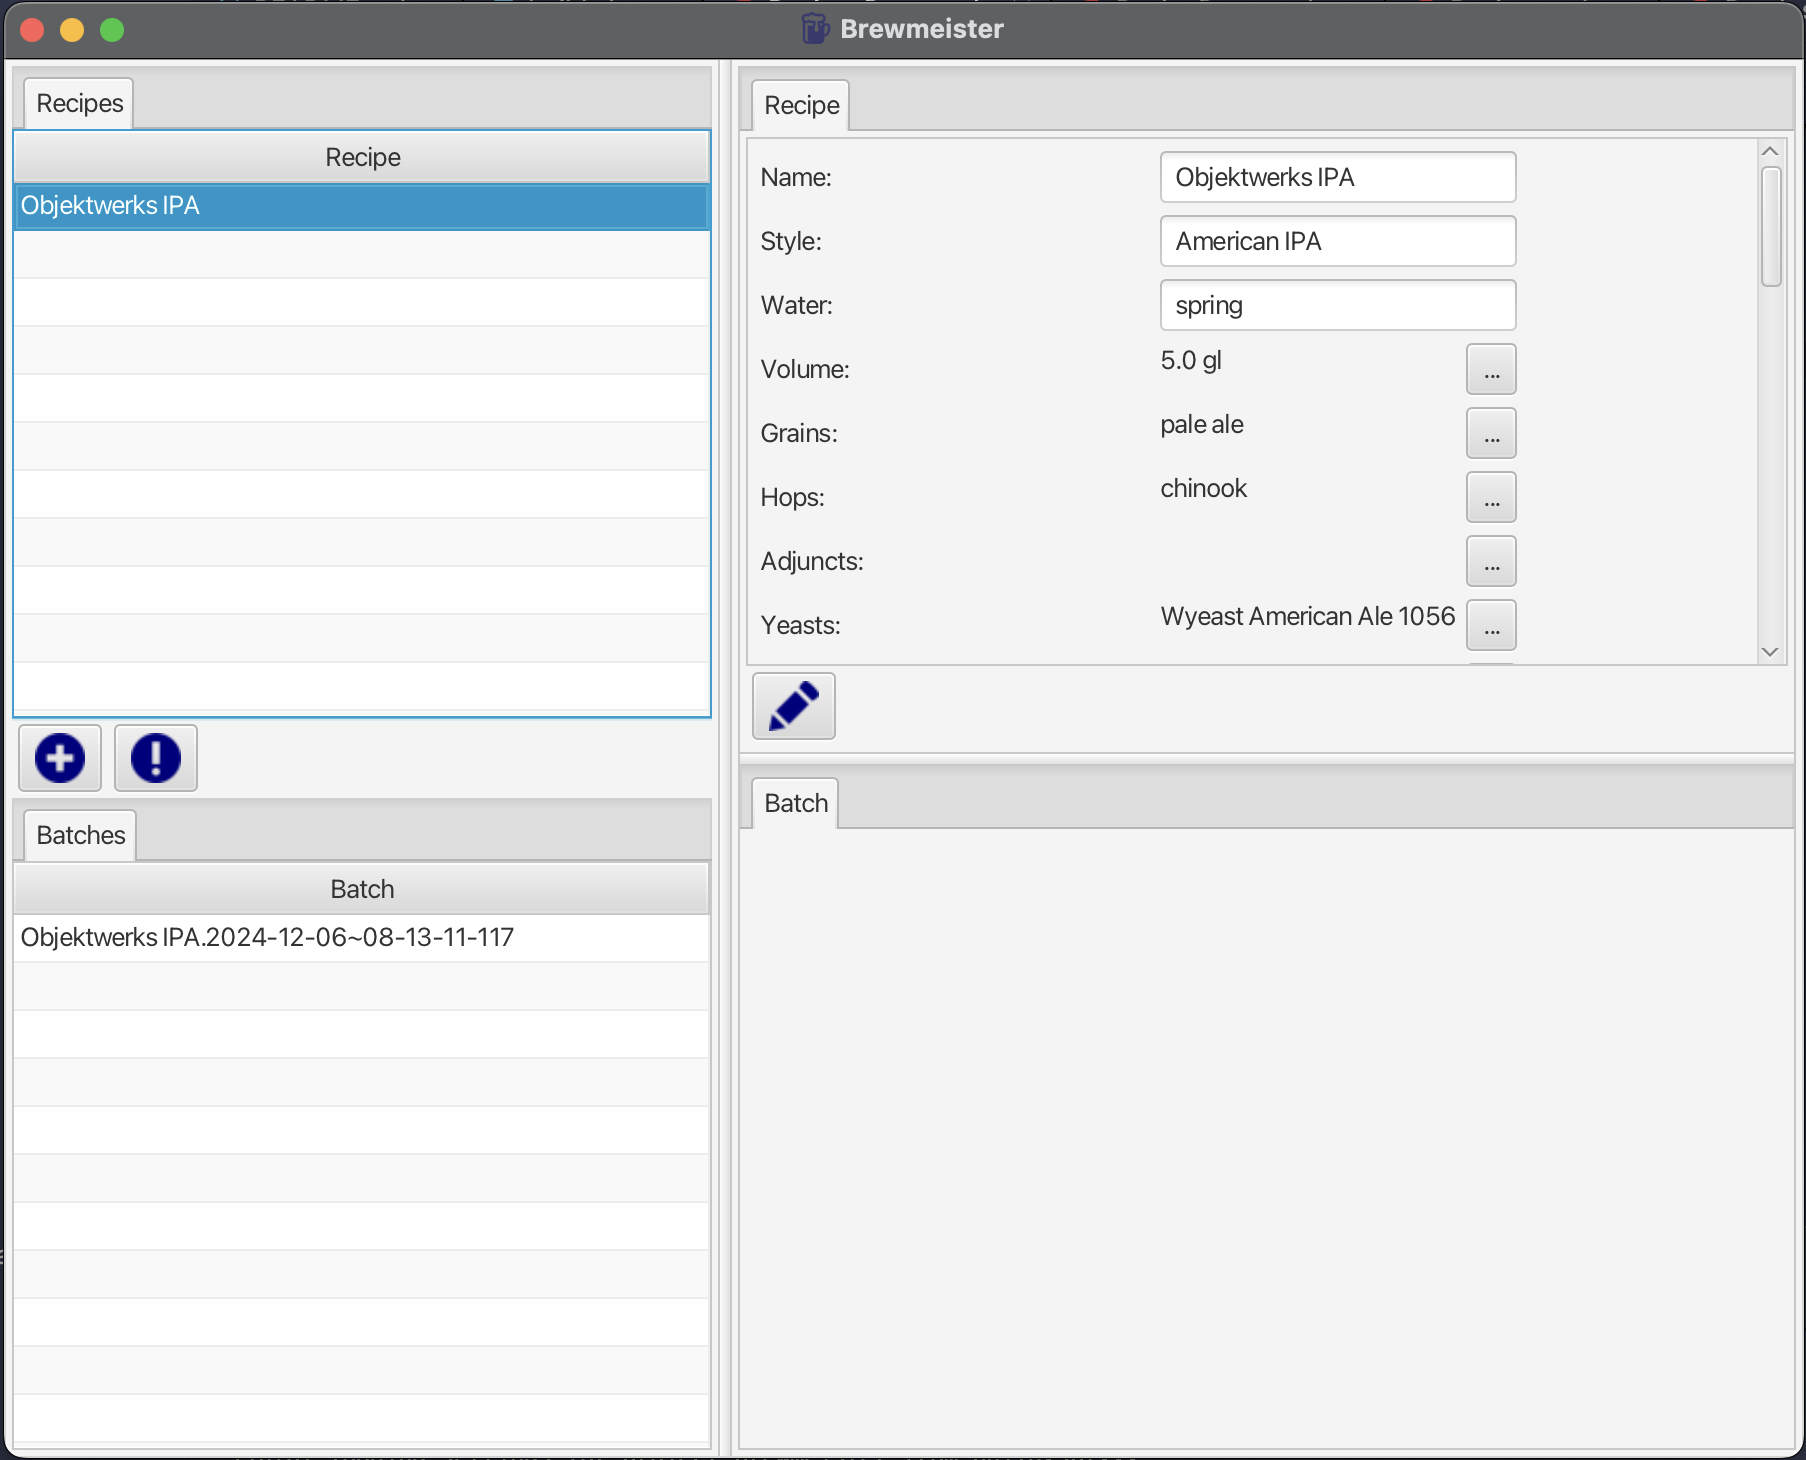 Brewmeister
Recipes
Recipe
Objektwerks IPA
Batches
Batch
Objektwerks IPA.2024-12-06~08-13-11-117
Recipe
Name: Objektwerks IPA
Style: American IPA
Water: spring
Volume: 5.0 gl ...
Grains: pale ale ...
Hops: chinook ...
Adjuncts: ...
Yeasts: Wyeast American Ale 1056 ...
Batch